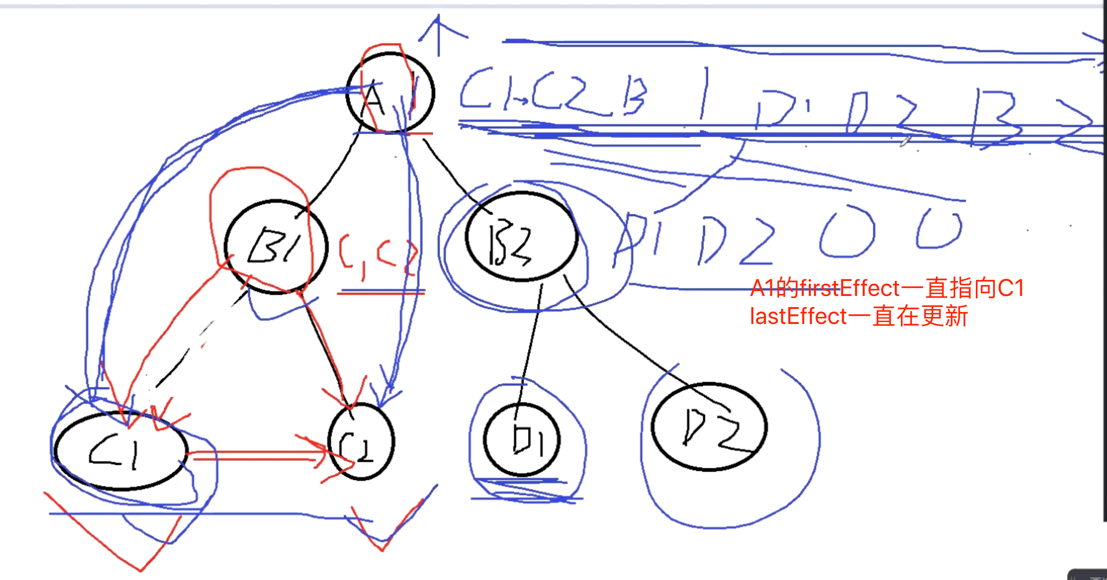 A1
C1 C2 B 1 D1 D2 B2
B1
C1 C2
B2
D1 D2
A1的firstEffect一直指向C1
lastEffect一直在更新
C1
C2
D1
D2